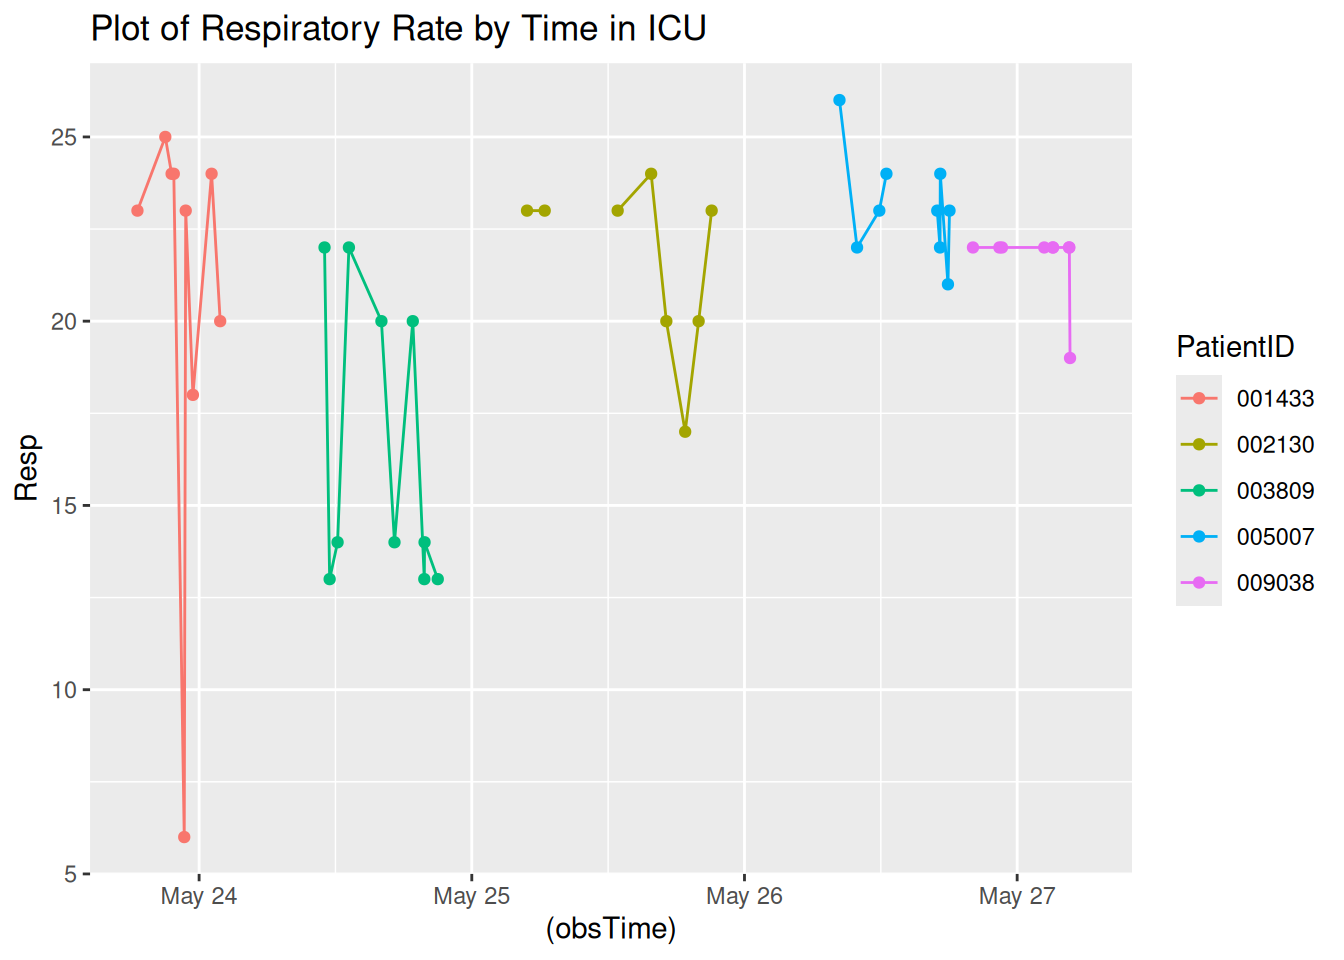 Plot of Respiratory Rate by Time in ICU
25
20
15
10
5
Resp
May 24
May 25
May 26
May 27
(obsTime)
PatientID
001433
002130
003809
005007
009038